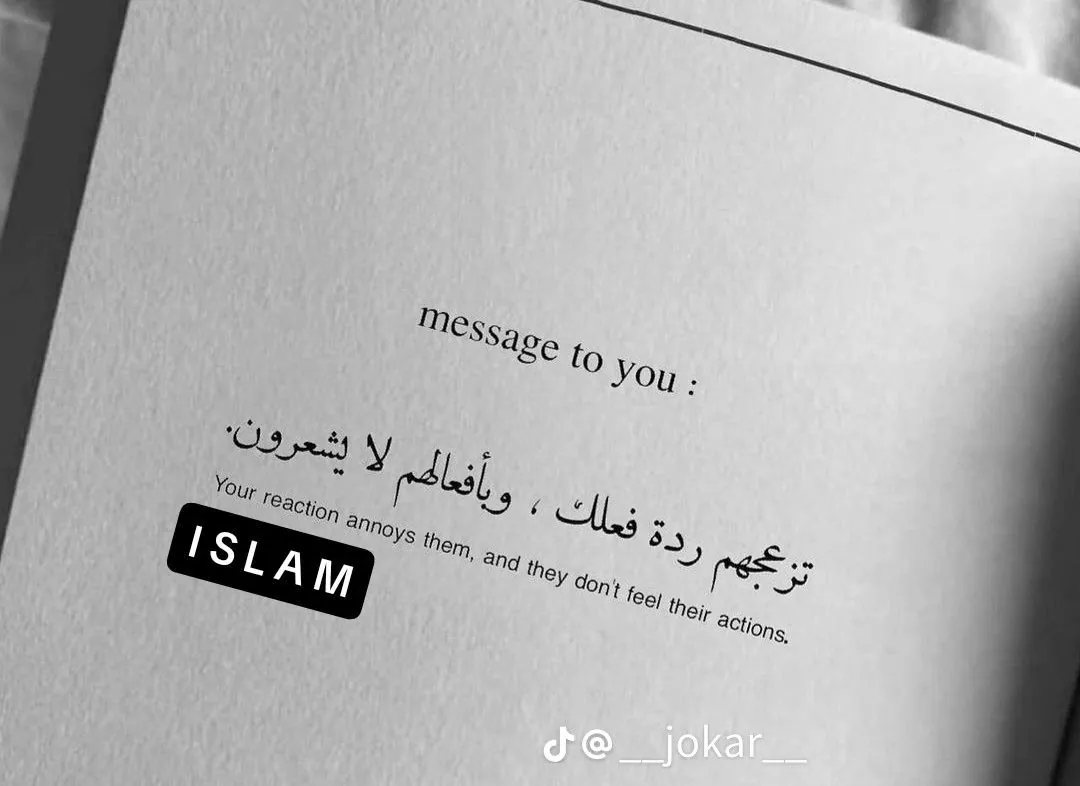 message to you :
تزعجهم ردة فعلك ، وبأفعالهم لا يشعرون.
Your reaction annoys them, and they don't feel their actions.
ISLAM
@__jokar__